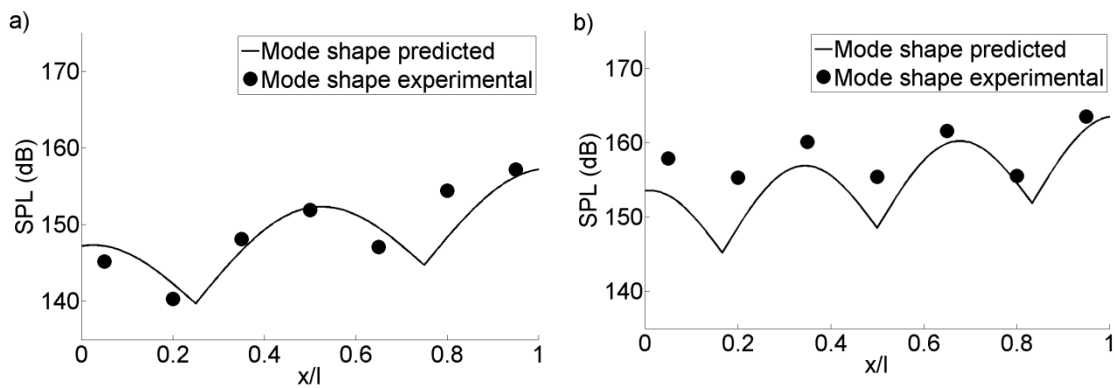 a)
Mode shape predicted
Mode shape experimental
SPL (dB)
170
160
150
140
0 0.2 0.4 0.6 0.8 1
x/l
b)
Mode shape predicted
Mode shape experimental
SPL (dB)
170
160
150
140
0 0.2 0.4 0.6 0.8 1
x/l